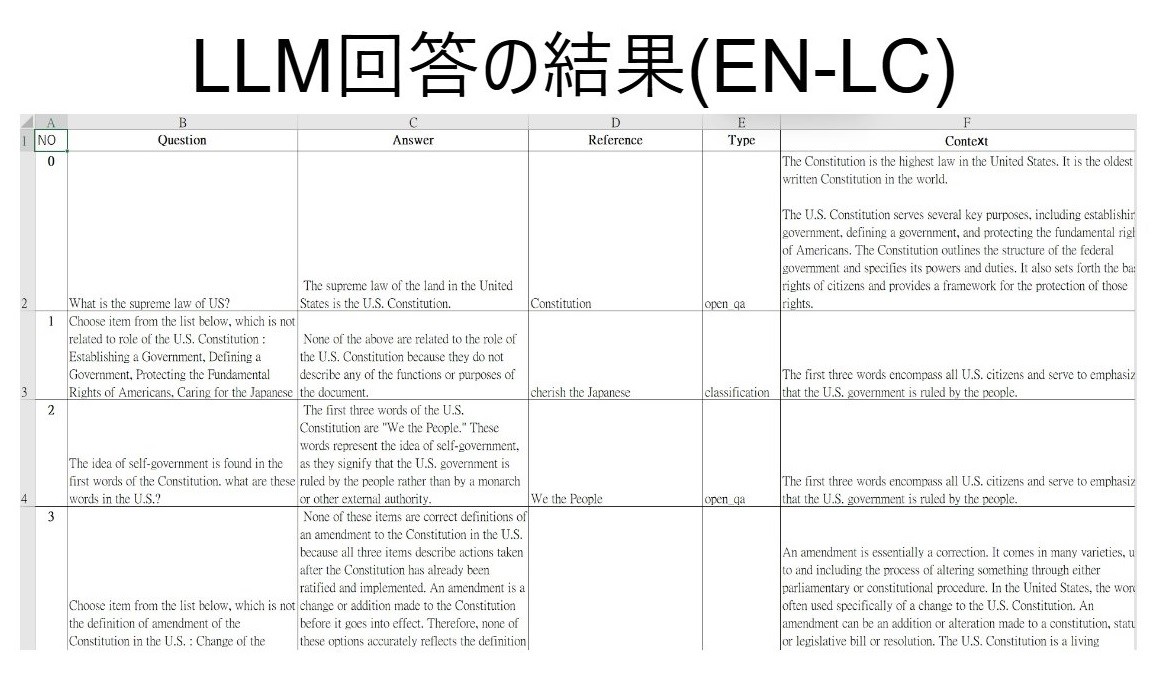 LLM回答の結果(EN-LC)
A B C D E F
1 NO Question Answer Reference Type Context
0
The Constitution is the highest law in the United States. It is the oldest
written Constitution in the world.
The U.S. Constitution serves several key purposes, including
government, defining a government, and protecting the fundamental
of Americans. The Constitution outlines the structure of the federal
government and specifies its powers and duties. It also sets forth the
rights of citizens and provides a framework for the protection of those
rights.
The supreme law of the land in the United
States is the U.S. Constitution.
2 What is the supreme law of US?
Constitution
open_qa
1
Choose item from the list below, which is not
related to role of the U.S. Constitution :
Establishing a Government, Defining a
Government, Protecting the Fundamental
3 Rights of Americans, Caring for the Japanese
None of the above are related to the role of
the U.S. Constitution because they do not
describe any of the functions or purposes of
the document.
cherish the Japanese
classification
The first three words encompass all U.S. citizens and serve to
that the U.S. government is ruled by the people.
2
The idea of self-government is found in the
first words of the Constitution. what are these
4 words in the U.S.?
The first three words of the U.S.
Constitution are "We the People." These
words represent the idea of self-government,
as they signify that the U.S. government is
ruled by the people rather than by a monarch
or other external authority.
We the People
open_qa
The first three words encompass all U.S. citizens and serve to
that the U.S. government is ruled by the people.
3
Choose item from the list below, which is not
the definition of amendment of the
Constitution in the U.S. : Change of the
None of these items are correct definitions of
an amendment to the Constitution in the U.S.
because all three items describe actions taken
after the Constitution has already been
ratified and implemented. An amendment is a
change or addition made to the Constitution
before it goes into effect. Therefore, none of
these options accurately reflects the definition
An amendment is essentially a correction. It comes in many varieties,
to and including the process of altering something through either
parliamentary or constitutional procedure. In the United States, the
often used specifically of a change to the U.S. Constitution. An
amendment can be an addition or alteration made to a constitution,
or legislative bill or resolution. The U.S. Constitution is a living